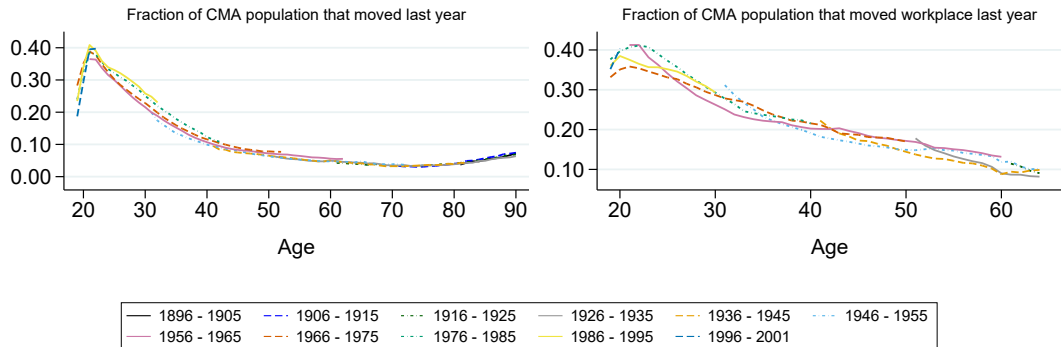 Fraction of CMA population that moved last year
0.40
0.30
0.20
0.10
0.00
20 30 40 50 60 70 80 90
Age
Fraction of CMA population that moved workplace last year
0.40
0.30
0.20
0.10
20 30 40 50 60
Age
1896 - 1905 1906 - 1915 1916 - 1925 1926 - 1935 1936 - 1945 1946 - 1955
1956 - 1965 1966 - 1975 1976 - 1985 1986 - 1995 1996 - 2001